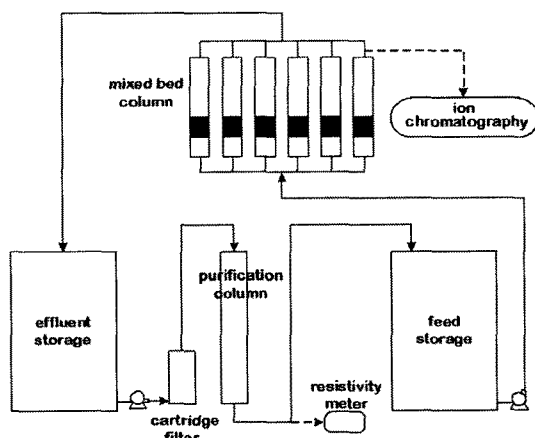 mixed bed
column
ion
chromatography
purification
column
effluent
storage
feed
storage
resistivity
meter
cartridge
filter